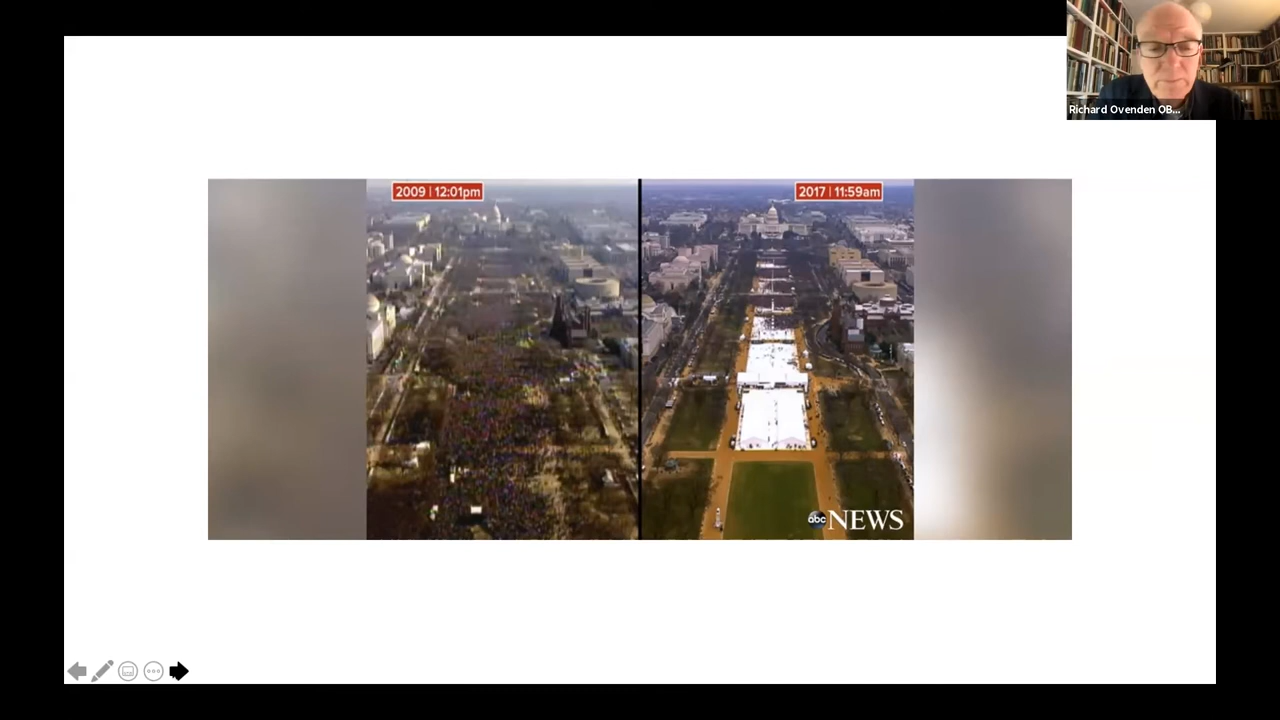 Richard Ovenden OB...
2009 | 12:01pm
2017 | 11:59am
abc NEWS